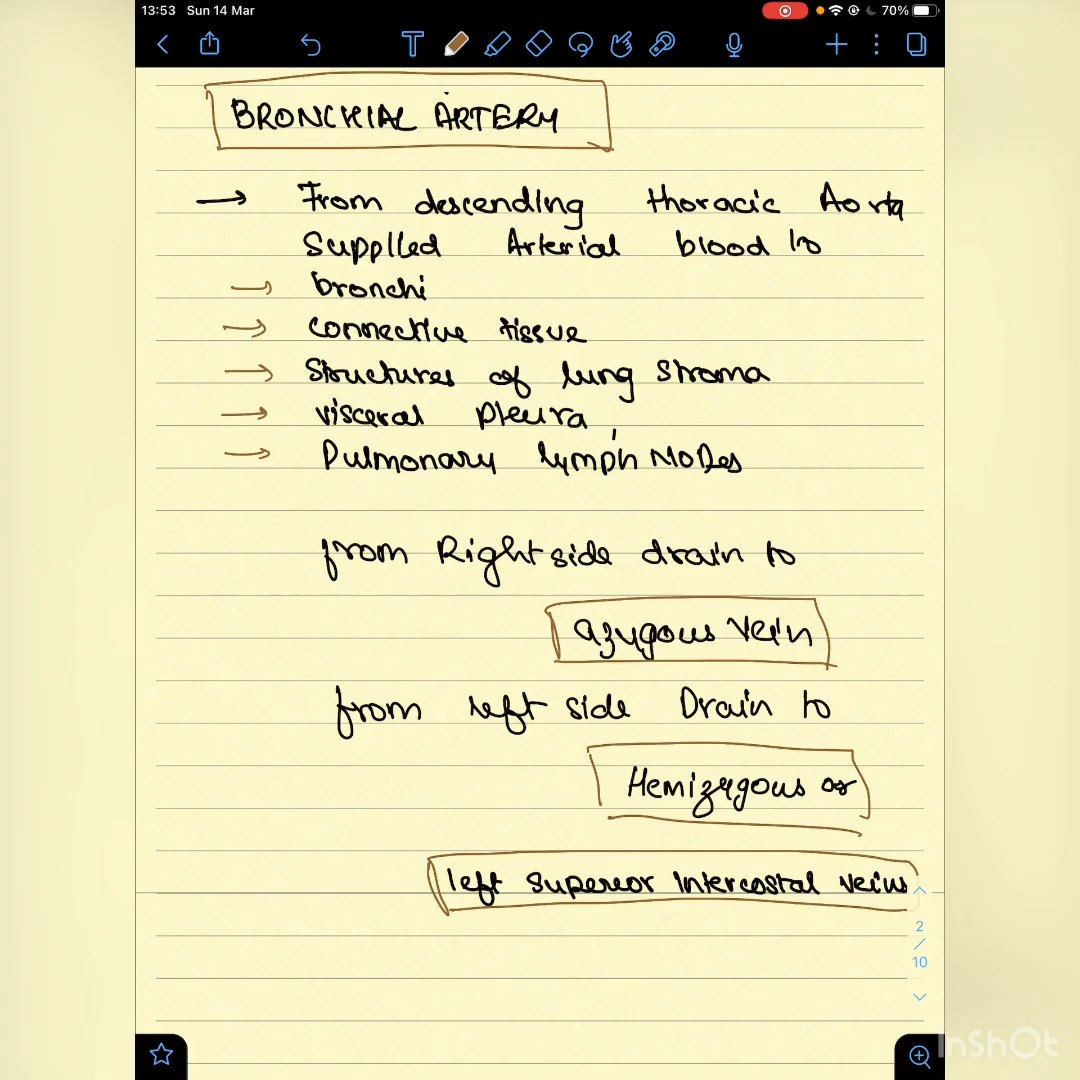 13:53 Sun 14 Mar 70%
BRONCHIAL ARTERY
→ From descending thoracic Aorta
Supplied Arterial blood to
→ bronchi
→ connective tissue
→ Structures of lung stroma
→ visceral pleura,
→ Pulmonary lymph Nodes
from Right side drain to
azygous vein
from left side Drain to
Hemizygous or
left superior intercostal veins
2
/
10
InShOt